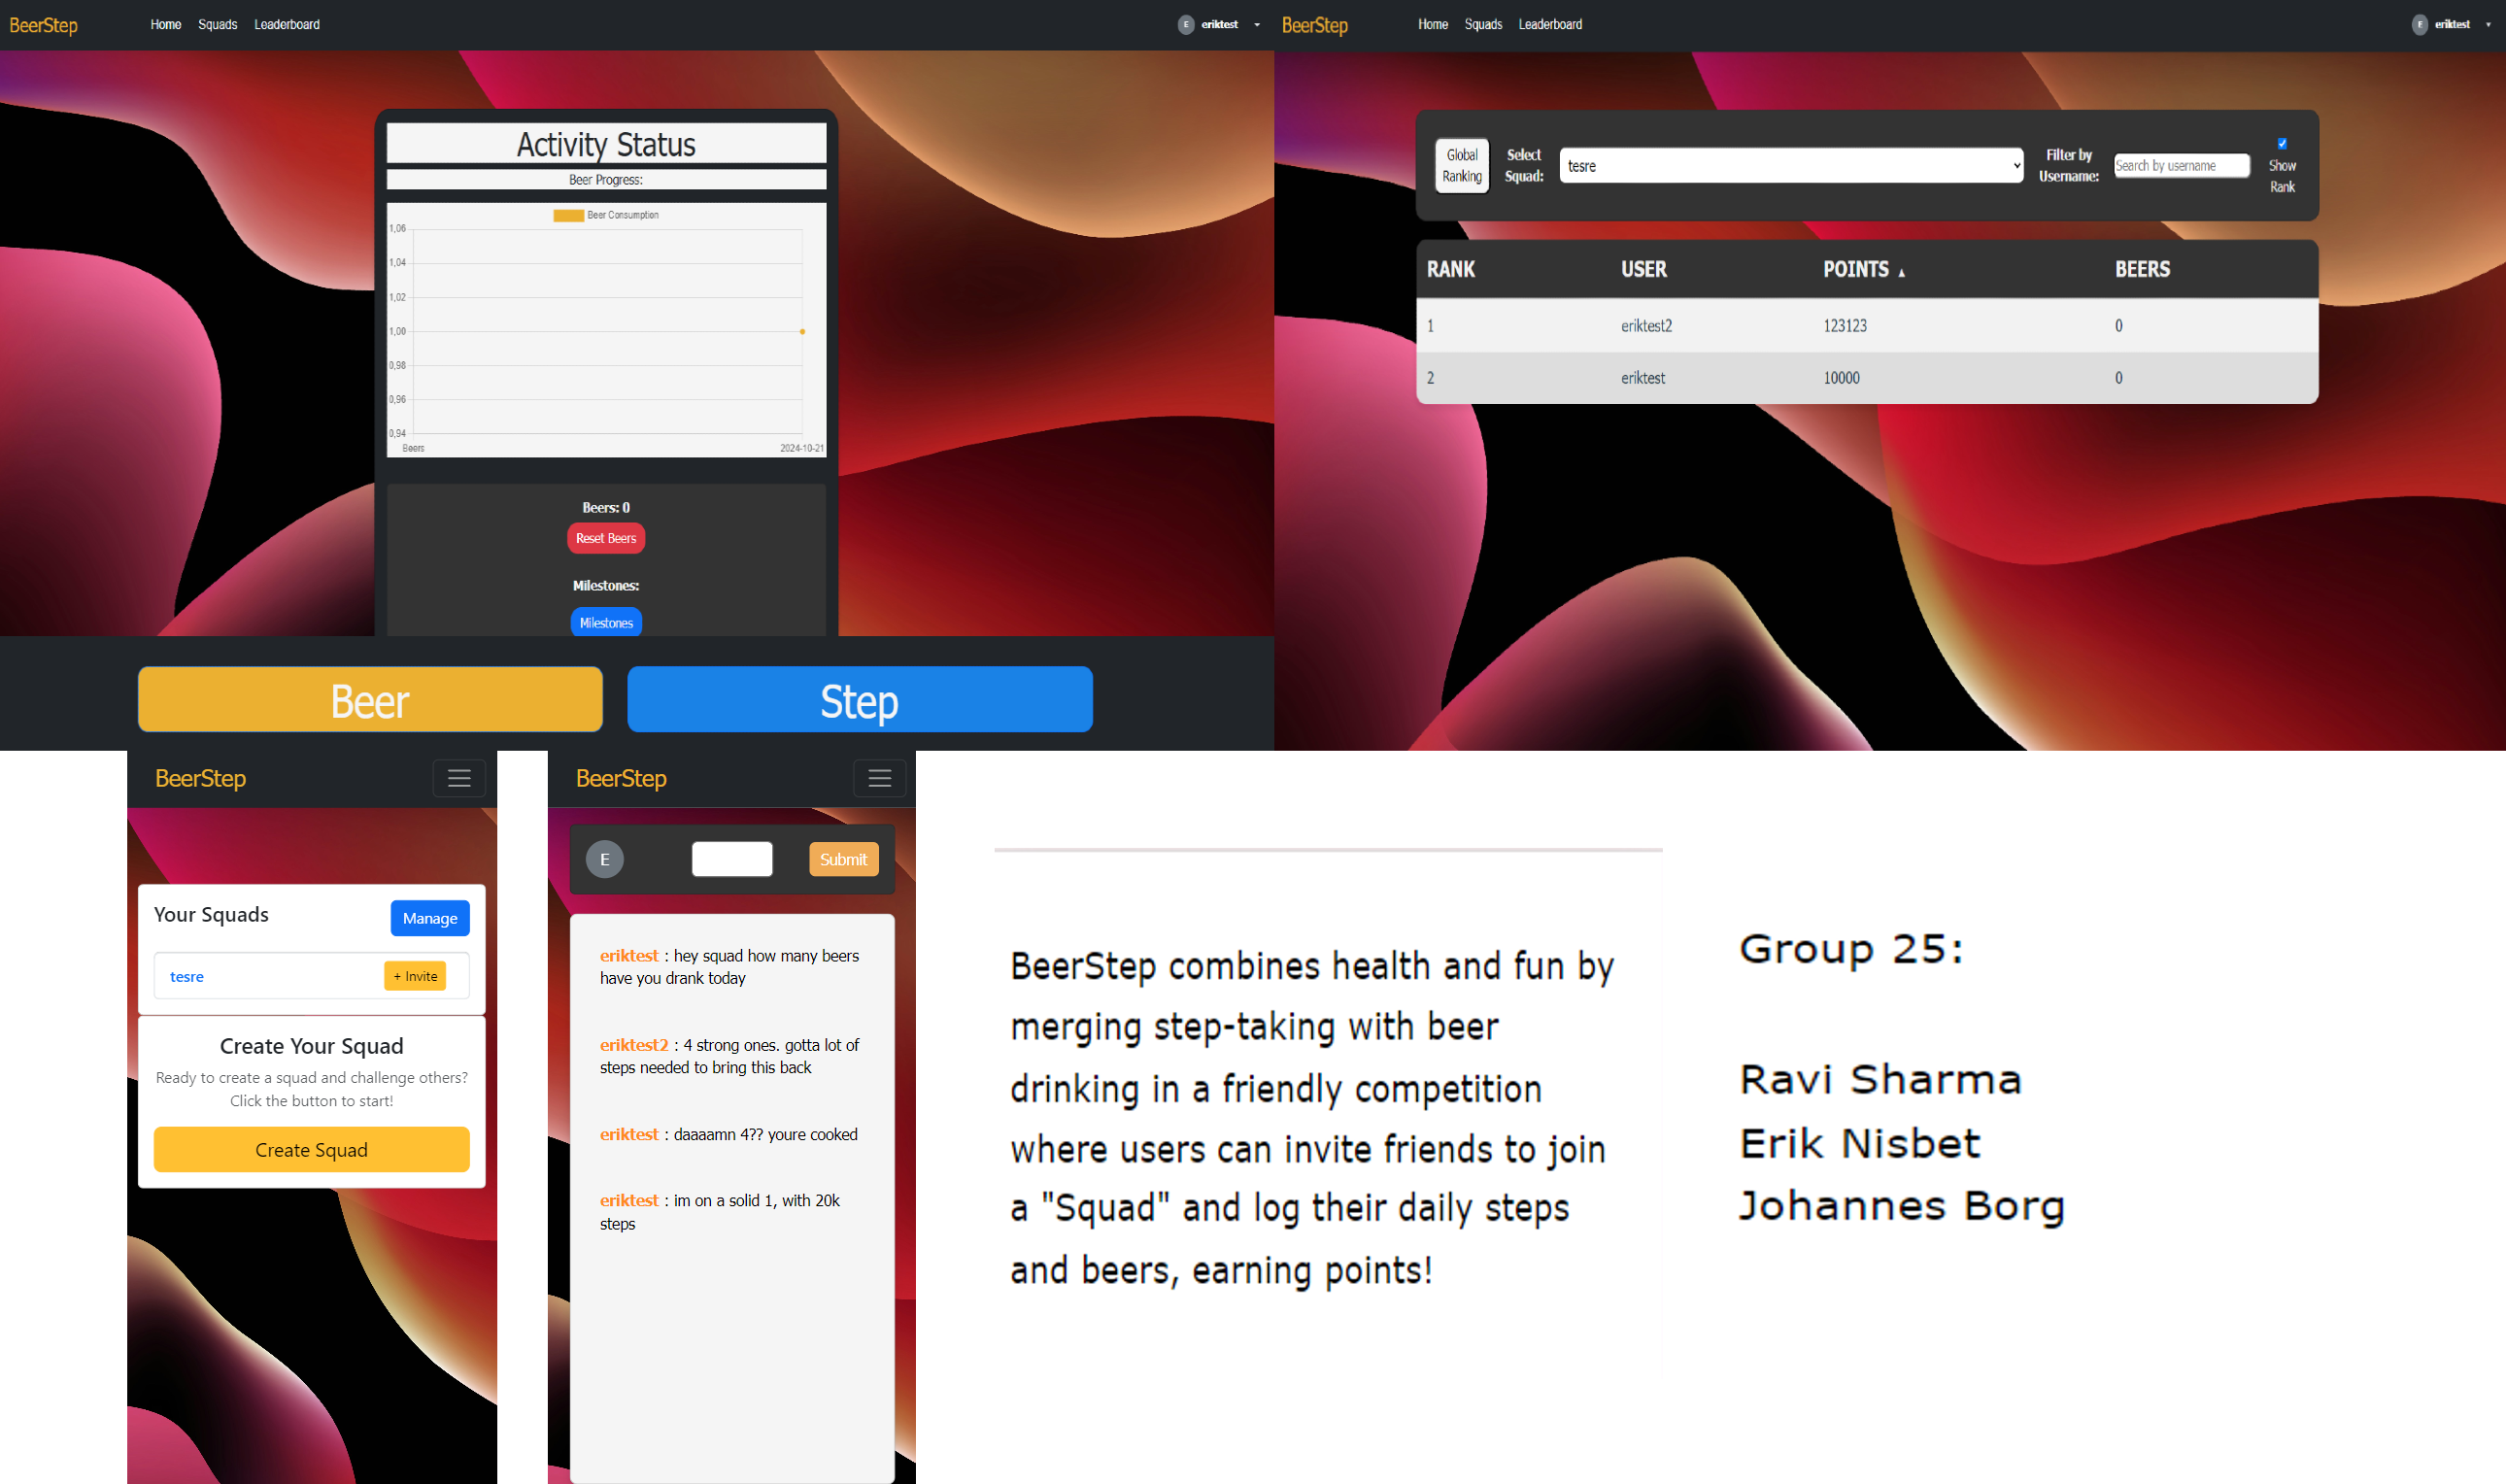 BeerStep Home Squads Leaderboard E eriktest
Activity Status
Beer Progress:
Beer Consumption
1,06
1,04
1,02
1,00
0,98
0,96
0,94
Beers 2024-10-21
Beers: 0
Reset Beers
Milestones:
Milestones
Beer Step
BeerStep Home Squads Leaderboard E eriktest
Global
Ranking
Select
Squad:
tesre
Filter by
Username:
Search by username
Show
Rank
RANK USER POINTS ▲ BEERS
1 eriktest2 123123 0
2 eriktest 10000 0
BeerStep
Your Squads Manage
tesre + Invite
Create Your Squad
Ready to create a squad and challenge others?
Click the button to start!
Create Squad
BeerStep
E Submit
eriktest : hey squad how many beers
have you drank today
eriktest2 : 4 strong ones. gotta lot of
steps needed to bring this back
eriktest : daaaamn 4?? youre cooked
eriktest : im on a solid 1, with 20k
steps
BeerStep combines health and fun by
merging step-taking with beer
drinking in a friendly competition
where users can invite friends to join
a "Squad" and log their daily steps
and beers, earning points!
Group 25:
Ravi Sharma
Erik Nisbet
Johannes Borg